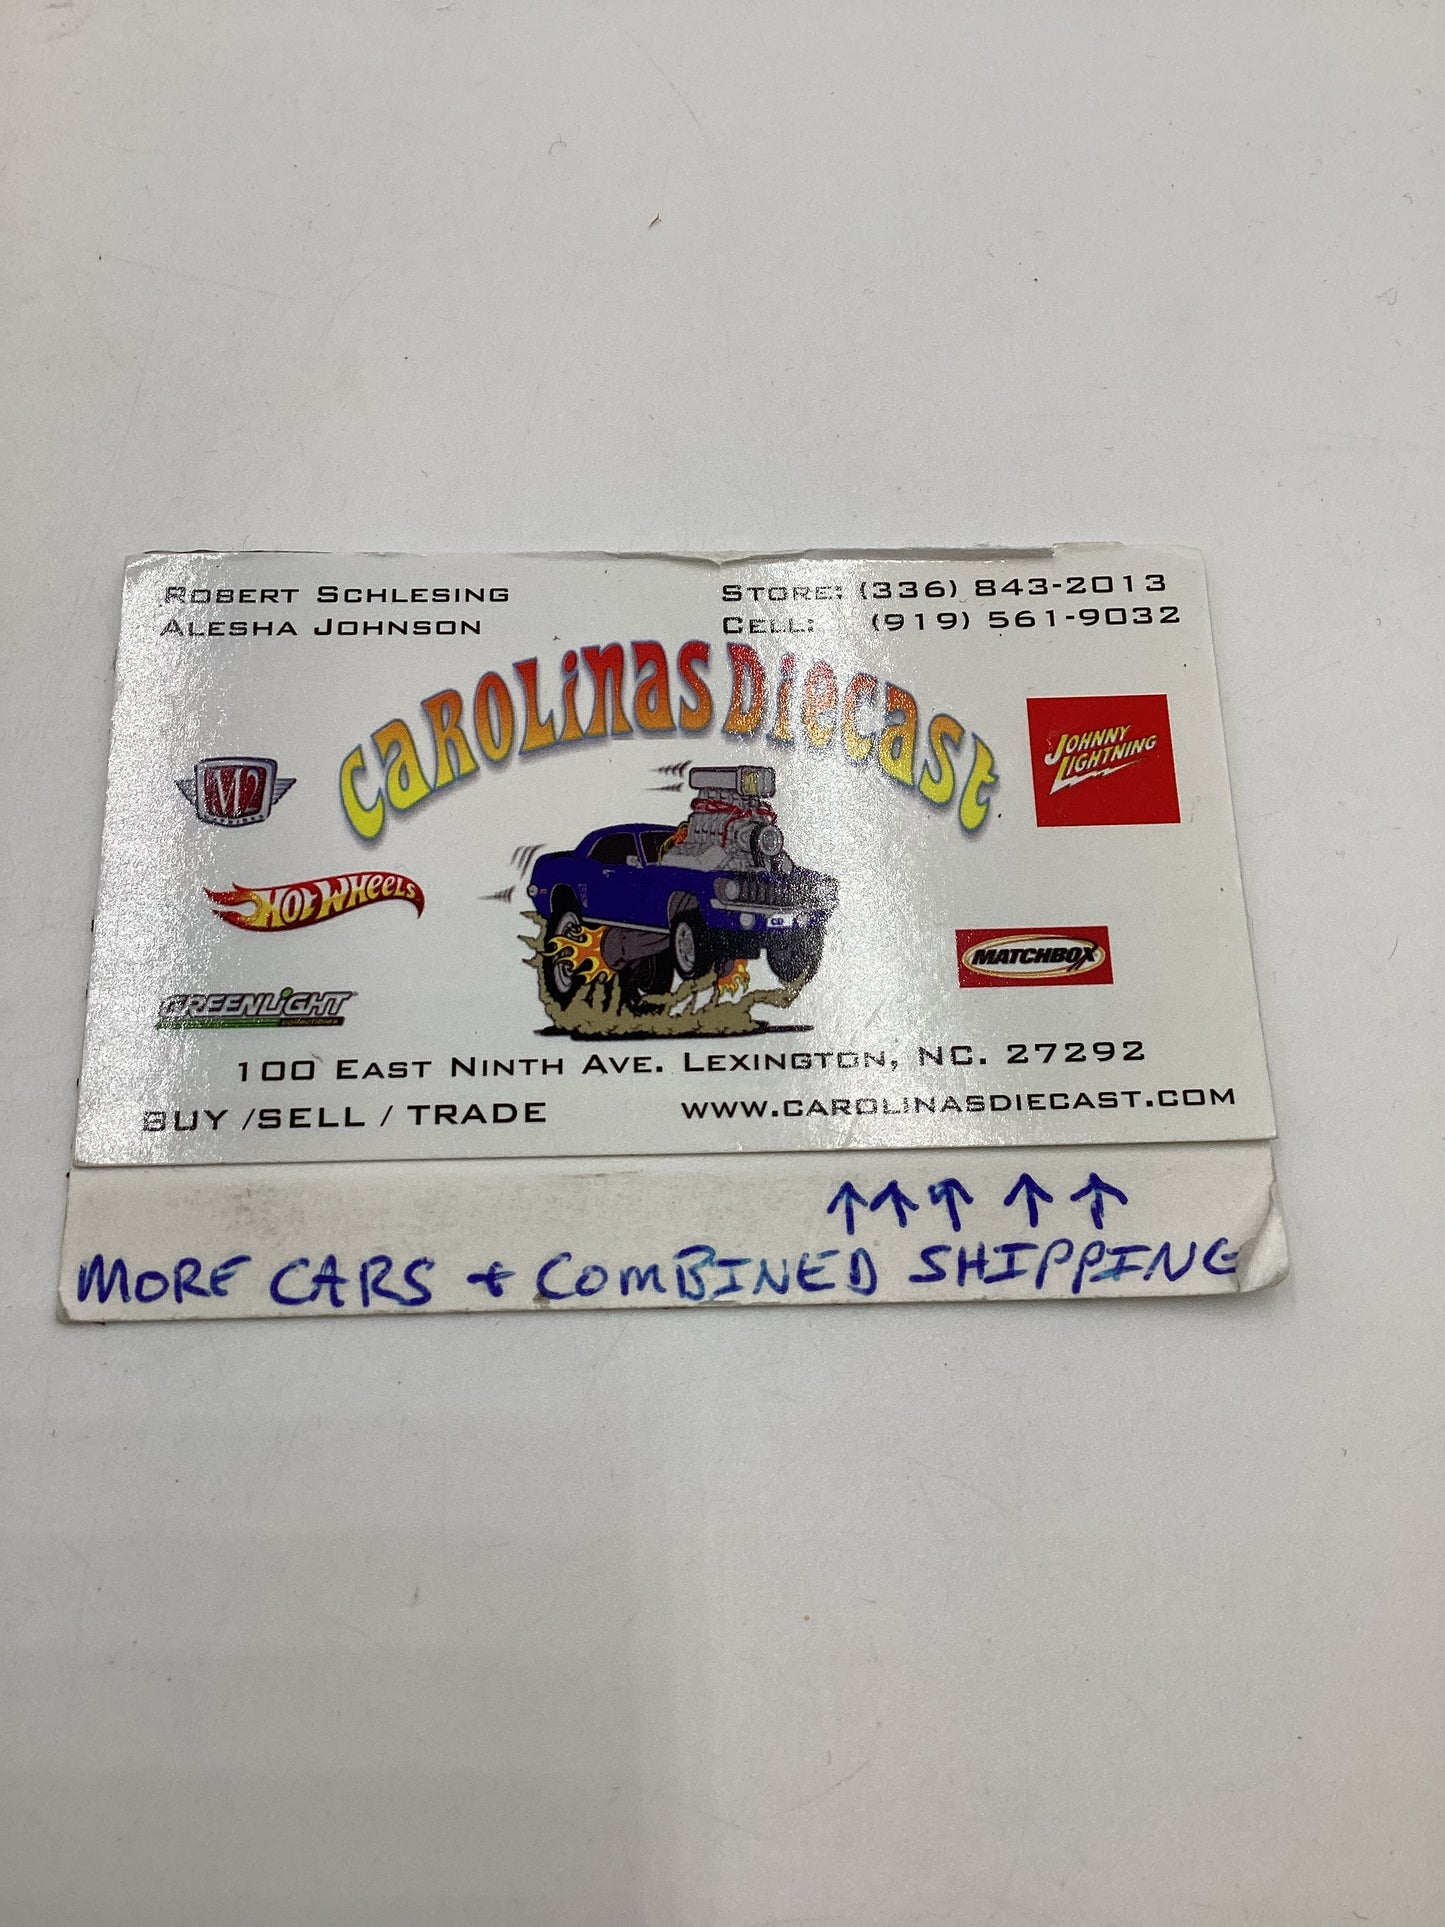 ROBERT SCHLESING
ALESHA JOHNSON
STORE: (336) 843-2013
CELL: (919) 561-9032
CAROLiNAS DiECAST
M2
JOHNNY
LIGHTNING
HOT WHEELS
CD
MATCHBOX
GREENLiGHT
collectibles
100 EAST NINTH AVE. LEXINGTON, NC. 27292
BUY /SELL / TRADE
WWW.CAROLINASDIECAST.COM
↑↑↑↑↑
MORE CARS + COMBINED SHIPPING